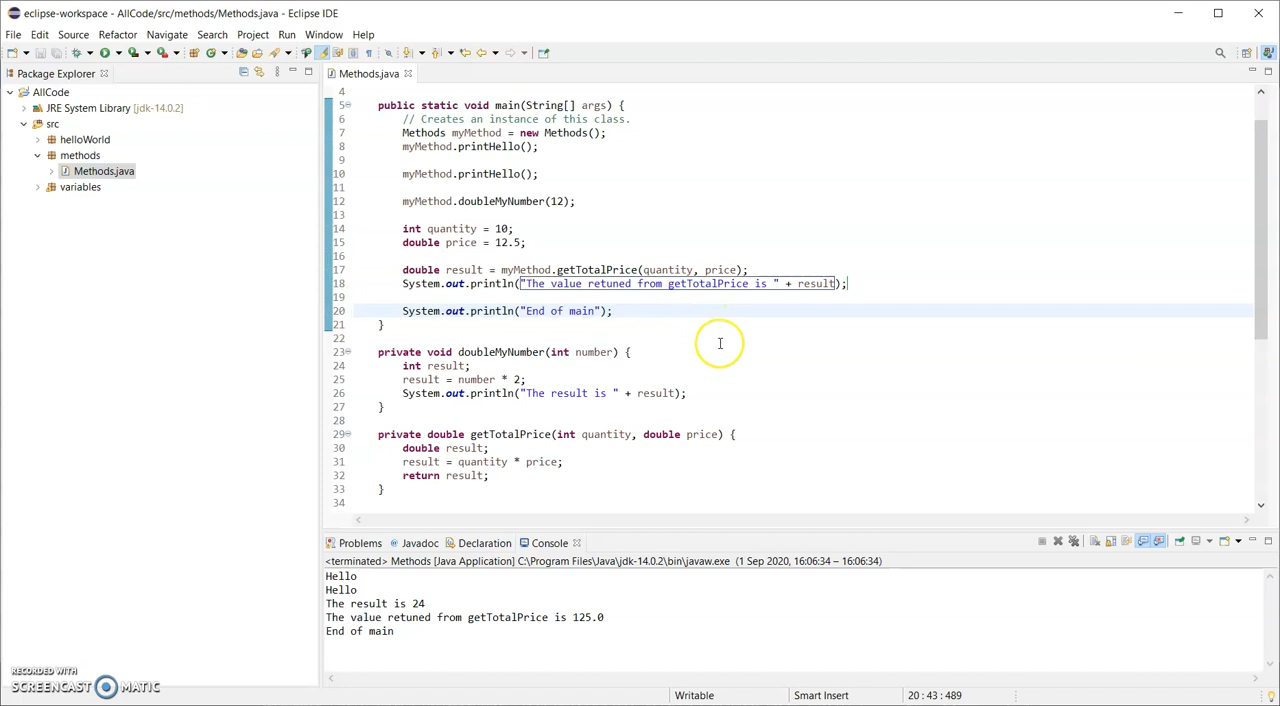 eclipse-workspace - AllCode/src/methods/Methods.java - Eclipse IDE
File Edit Source Refactor Navigate Search Project Run Window Help
Package Explorer
Methods.java
AllCode
JRE System Library [jdk-14.0.2]
src
helloWorld
methods
Methods.java
variables
4
5 public static void main(String[] args) {
6 // Creates an instance of this class.
7 Methods myMethod = new Methods();
8 myMethod.printHello();
9
10 myMethod.printHello();
11
12 myMethod.doubleMyNumber(12);
13
14 int quantity = 10;
15 double price = 12.5;
16
17 double result = myMethod.getTotalPrice(quantity, price);
18 System.out.println("The value retuned from getTotalPrice is " + result);
19
20 System.out.println("End of main");
21 }
22
23 private void doubleMyNumber(int number) {
24 int result;
25 result = number * 2;
26 System.out.println("The result is " + result);
27 }
28
29 private double getTotalPrice(int quantity, double price) {
30 double result;
31 result = quantity * price;
32 return result;
33 }
34
Problems Javadoc Declaration Console
<terminated> Methods [Java Application] C:\Program Files\Java\jdk-14.0.2\bin\javaw.exe (1 Sep 2020, 16:06:34 – 16:06:34)
Hello
Hello
The result is 24
The value retuned from getTotalPrice is 125.0
End of main
RECORDED WITH
SCREENCAST MATIC
Writable Smart Insert 20 : 43 : 489